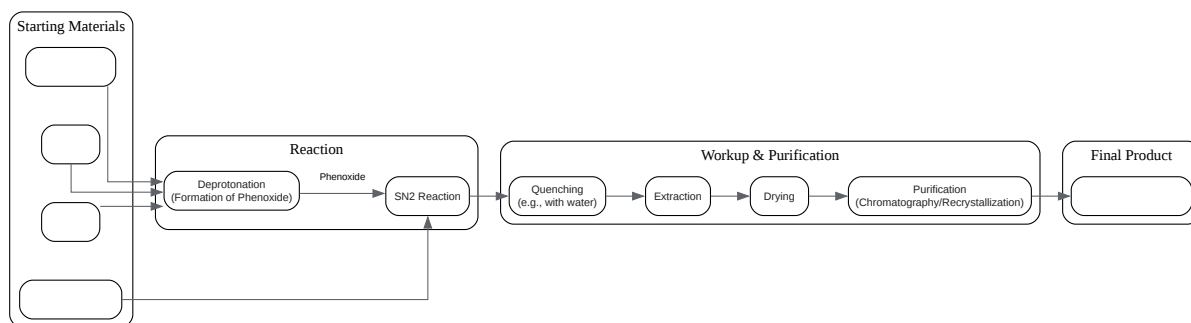 Starting Materials
Reaction
Deprotonation
(Formation of Phenoxide)
Phenoxide
SN2 Reaction
Workup & Purification
Quenching
(e.g., with water)
Extraction
Drying
Purification
(Chromatography/Recrystallization)
Final Product